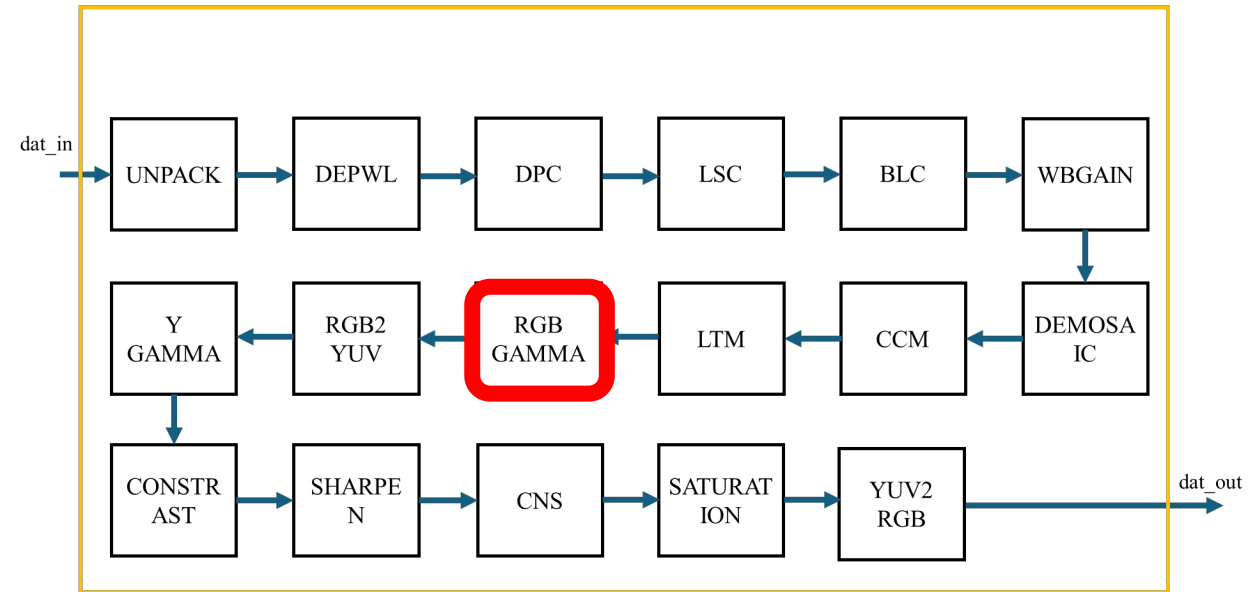 dat_in
UNPACK
DEPWL
DPC
LSC
BLC
WBGAIN
Y
GAMMA
RGB2
YUV
RGB
GAMMA
LTM
CCM
DEMOSA
IC
CONSTR
AST
SHARPE
N
CNS
SATURAT
ION
YUV2
RGB
dat_out